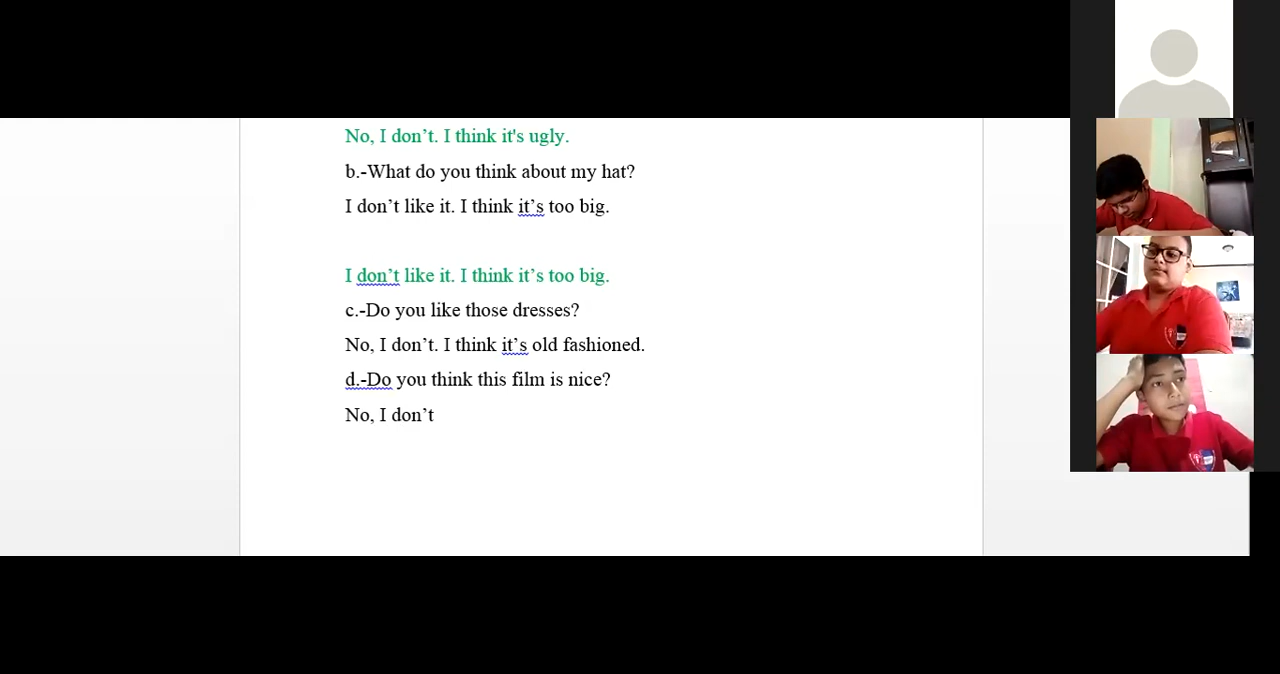 No, I don’t. I think it's ugly.
b.-What do you think about my hat?
I don’t like it. I think it’s too big.
I don’t like it. I think it’s too big.
c.-Do you like those dresses?
No, I don’t. I think it’s old fashioned.
d.-Do you think this film is nice?
No, I don’t